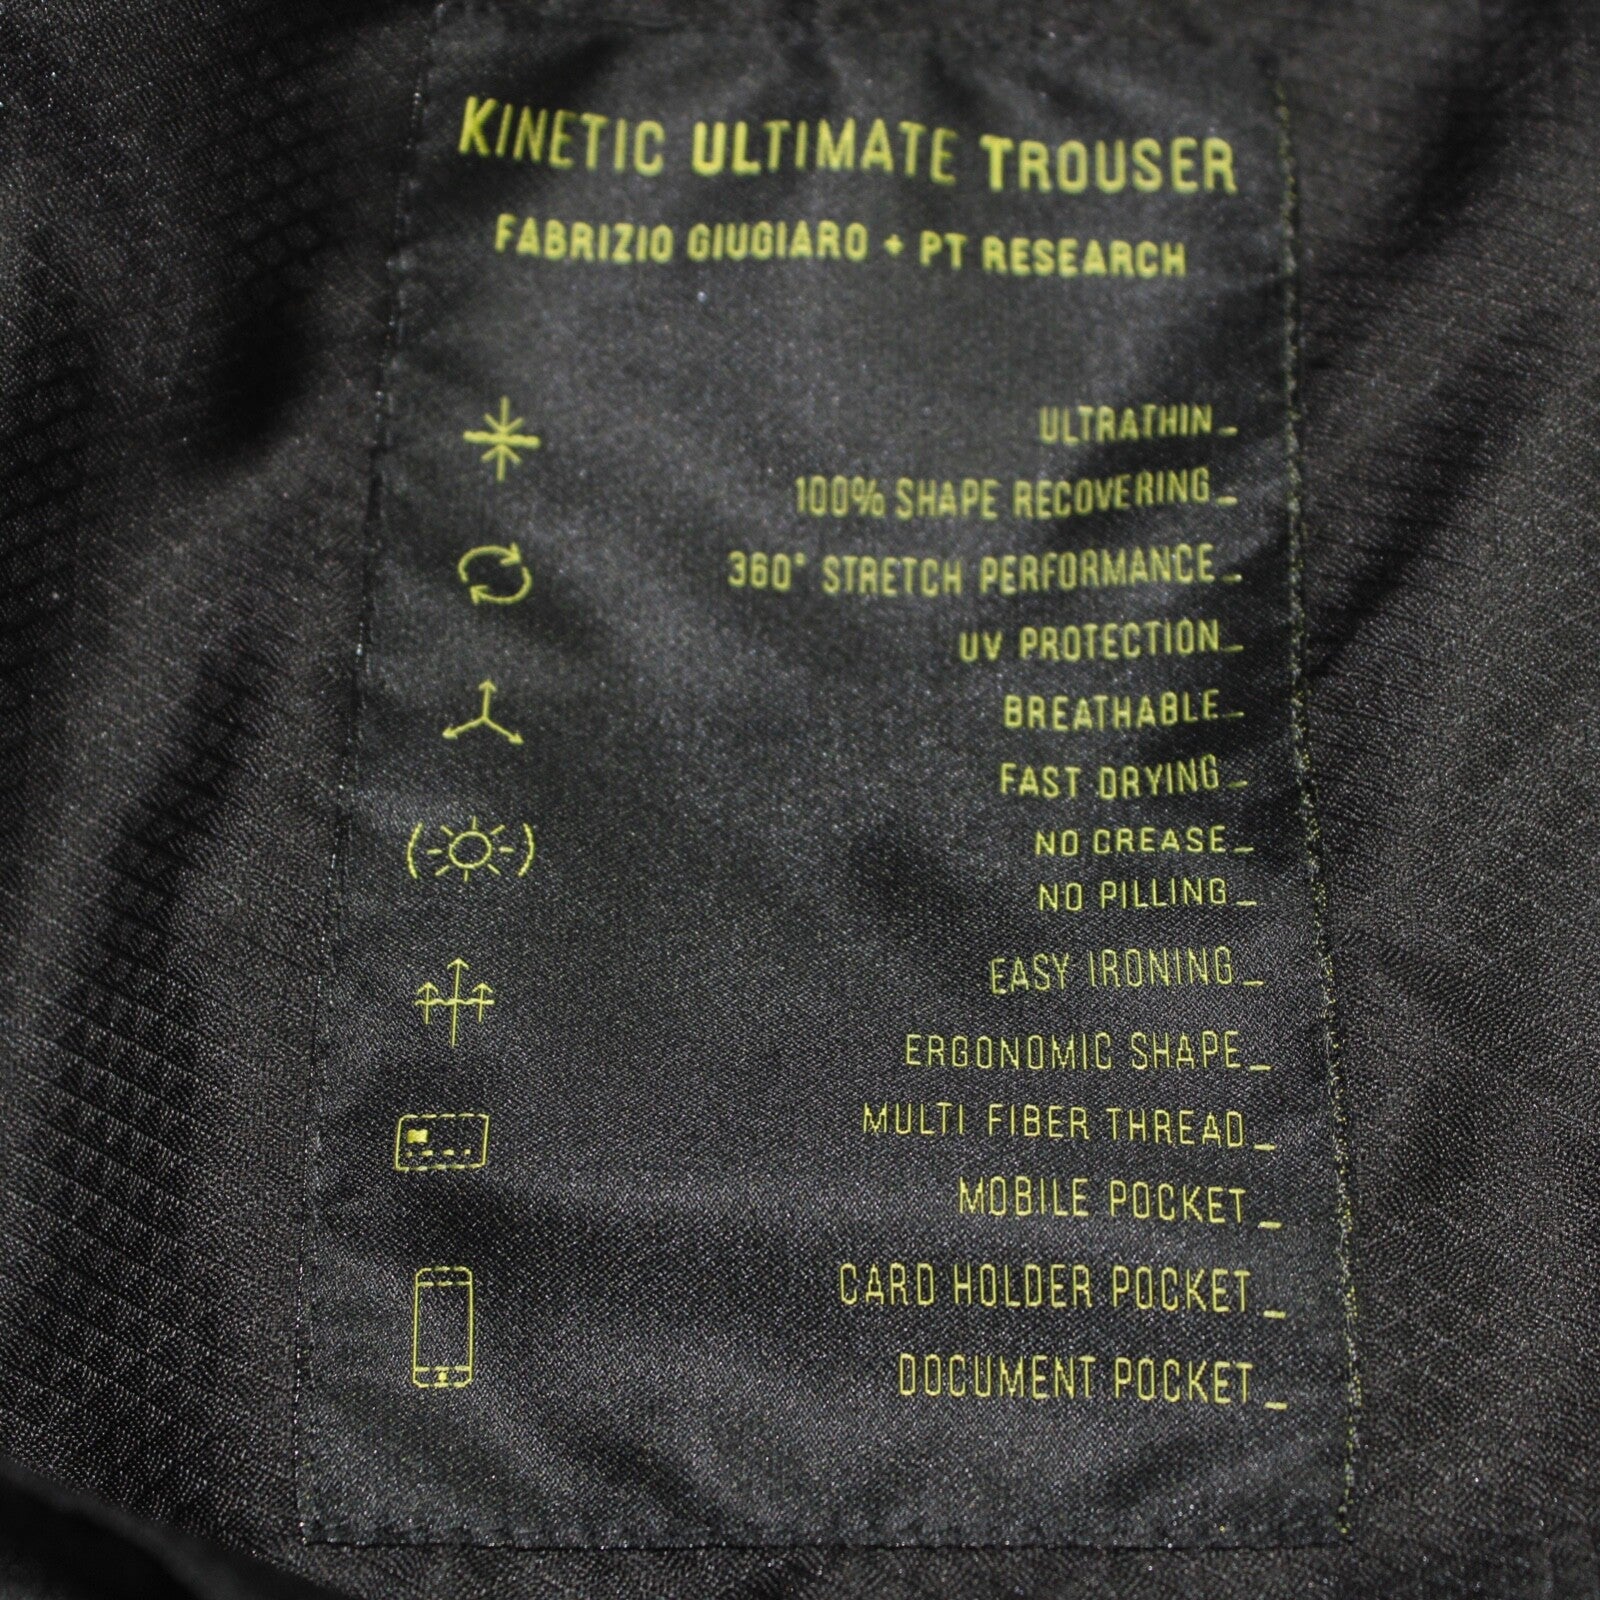 KINETIC ULTIMATE TROUSER
FABRIZIO GIUGIARO + PT RESEARCH
ULTRATHIN_
100% SHAPE RECOVERING_
360° STRETCH PERFORMANCE_
UV PROTECTION_
BREATHABLE_
FAST DRYING_
NO CREASE_
NO PILLING_
EASY IRONING_
ERGONOMIC SHAPE_
MULTI FIBER THREAD_
MOBILE POCKET_
CARD HOLDER POCKET_
DOCUMENT POCKET_